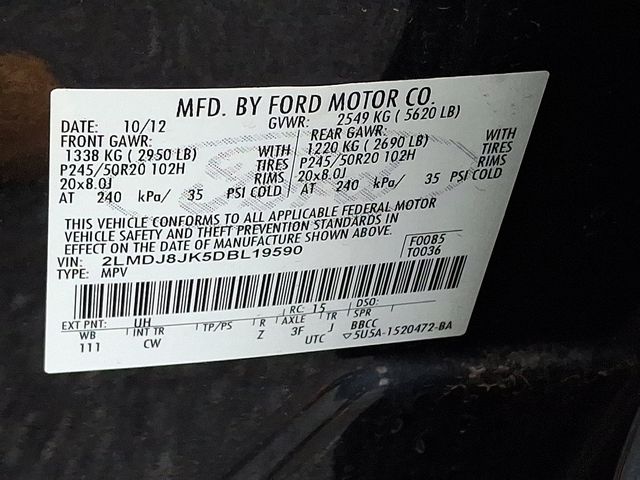 MFD. BY FORD MOTOR CO.
DATE: 10/12 GVWR: 2549 KG ( 5620 LB)
FRONT GAWR: REAR GAWR:
1338 KG ( 2950 LB) WITH 1220 KG ( 2690 LB) WITH
P245/50R20 102H TIRES P245/50R20 102H TIRES
20x8.0J RIMS 20x8.0J RIMS
AT 240 kPa/ 35 PSI COLD AT 240 kPa/ 35 PSI COLD
THIS VEHICLE CONFORMS TO ALL APPLICABLE FEDERAL MOTOR
VEHICLE SAFETY AND THEFT PREVENTION STANDARDS IN
EFFECT ON THE DATE OF MANUFACTURE SHOWN ABOVE.
VIN: 2LMDJ8JK5DBL19590 F00B5
TYPE: MPV T0036
EXT PNT: UH RC: 15 DSO:
WB INT TR TP/PS R AXLE TR SPR
111 CW Z 3F J BBCC
UTC ▽5U5A-1520472-BA